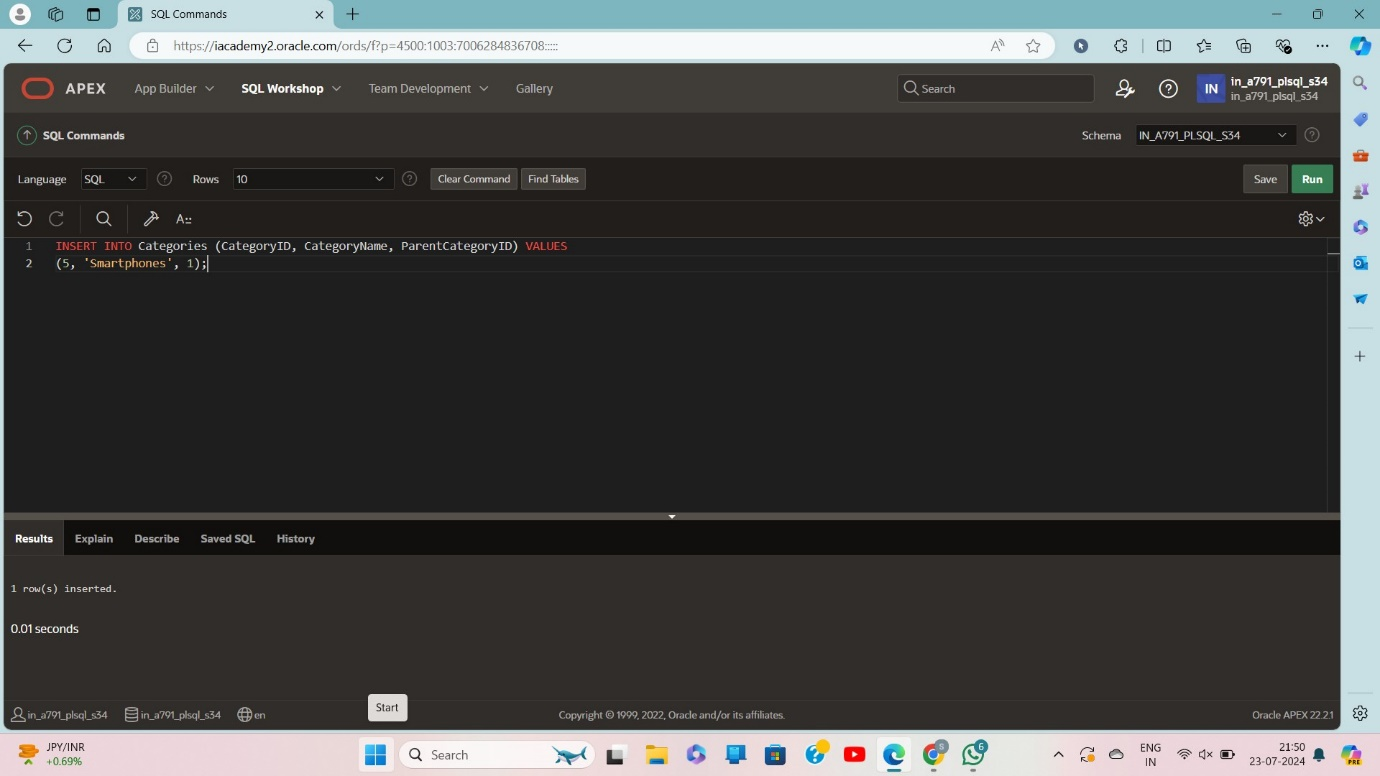 SQL Commands
https://iacademy2.oracle.com/ords/f?p=4500:1003:7006284836708:::::
APEX App Builder SQL Workshop Team Development Gallery Search IN in_a791_plsql_s34
in_a791_plsql_s34
SQL Commands Schema IN_A791_PLSQL_S34
Language SQL Rows 10 Clear Command Find Tables Save Run
1 INSERT INTO Categories (CategoryID, CategoryName, ParentCategoryID) VALUES
2 (5, 'Smartphones', 1);
Results Explain Describe Saved SQL History
1 row(s) inserted.
0.01 seconds
Start
in_a791_plsql_s34 in_a791_plsql_s34 en Copyright © 1999, 2022, Oracle and/or its affiliates. Oracle APEX 22.2.1
JPY/INR
+0.69%
Search
S
6
ENG
IN
21:50
23-07-2024
PRE